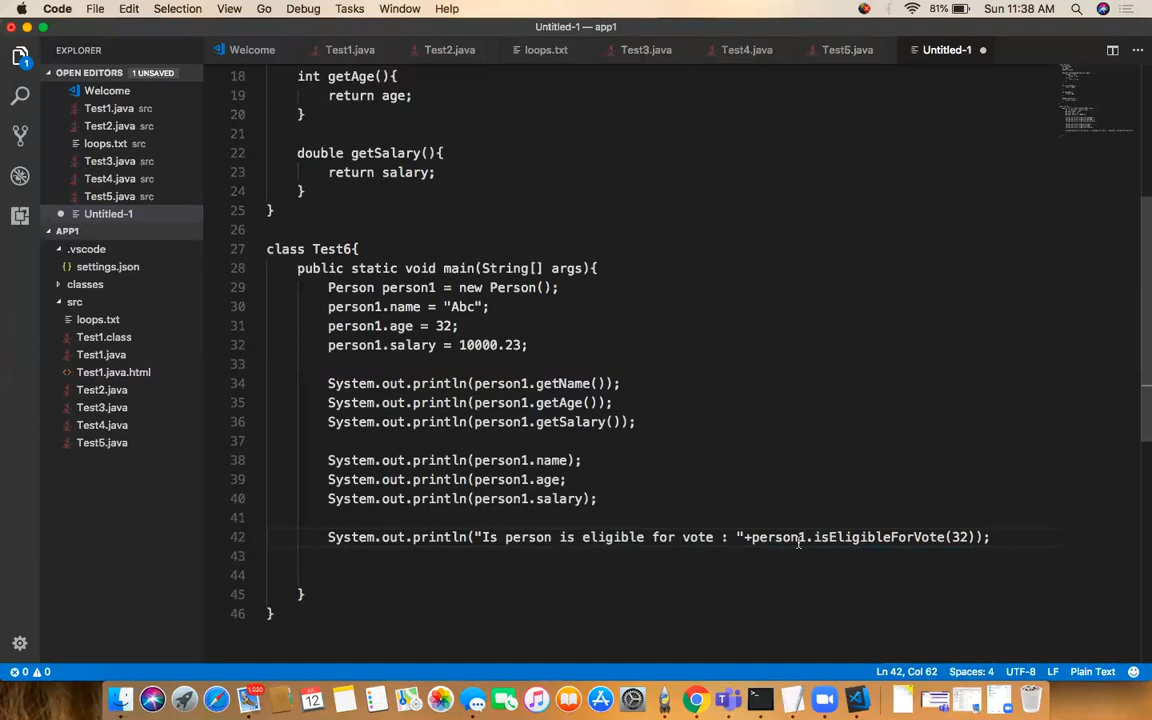 Code File Edit Selection View Go Debug Tasks Window Help 81% Sun 11:38 AM
Untitled-1 — app1
EXPLORER
Welcome Test1.java Test2.java loops.txt Test3.java Test4.java Test5.java Untitled-1
1
OPEN EDITORS 1 UNSAVED
Welcome
Test1.java src
Test2.java src
loops.txt src
Test3.java src
Test4.java src
Test5.java src
Untitled-1
APP1
.vscode
{} settings.json
classes
src
loops.txt
Test1.class
Test1.java
<> Test1.java.html
Test2.java
Test3.java
Test4.java
Test5.java
18 int getAge(){
19 return age;
20 }
21
22 double getSalary(){
23 return salary;
24 }
25 }
26
27 class Test6{
28 public static void main(String[] args){
29 Person person1 = new Person();
30 person1.name = "Abc";
31 person1.age = 32;
32 person1.salary = 10000.23;
33
34 System.out.println(person1.getName());
35 System.out.println(person1.getAge());
36 System.out.println(person1.getSalary());
37
38 System.out.println(person1.name);
39 System.out.println(person1.age;
40 System.out.println(person1.salary);
41
42 System.out.println("Is person is eligible for vote : "+person1.isEligibleForVote(32));
43
44
45 }
46 }
0 0 Ln 42, Col 62 Spaces: 4 UTF-8 LF Plain Text
1,020
12